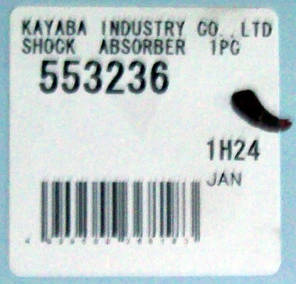 KAYABA INDUSTRY CO.,LTD
SHOCK ABSORBER 1PC
553236
1H24
JAN